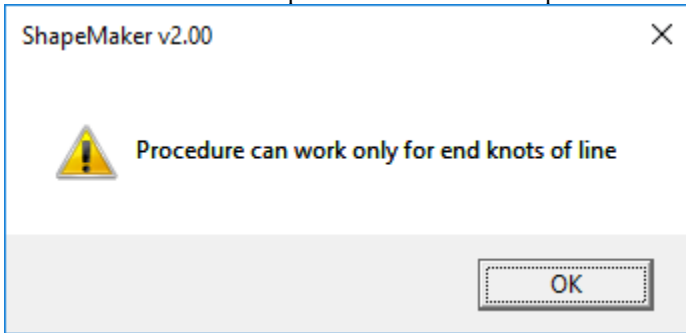 ShapeMaker v2.00
Procedure can work only for end knots of line
OK